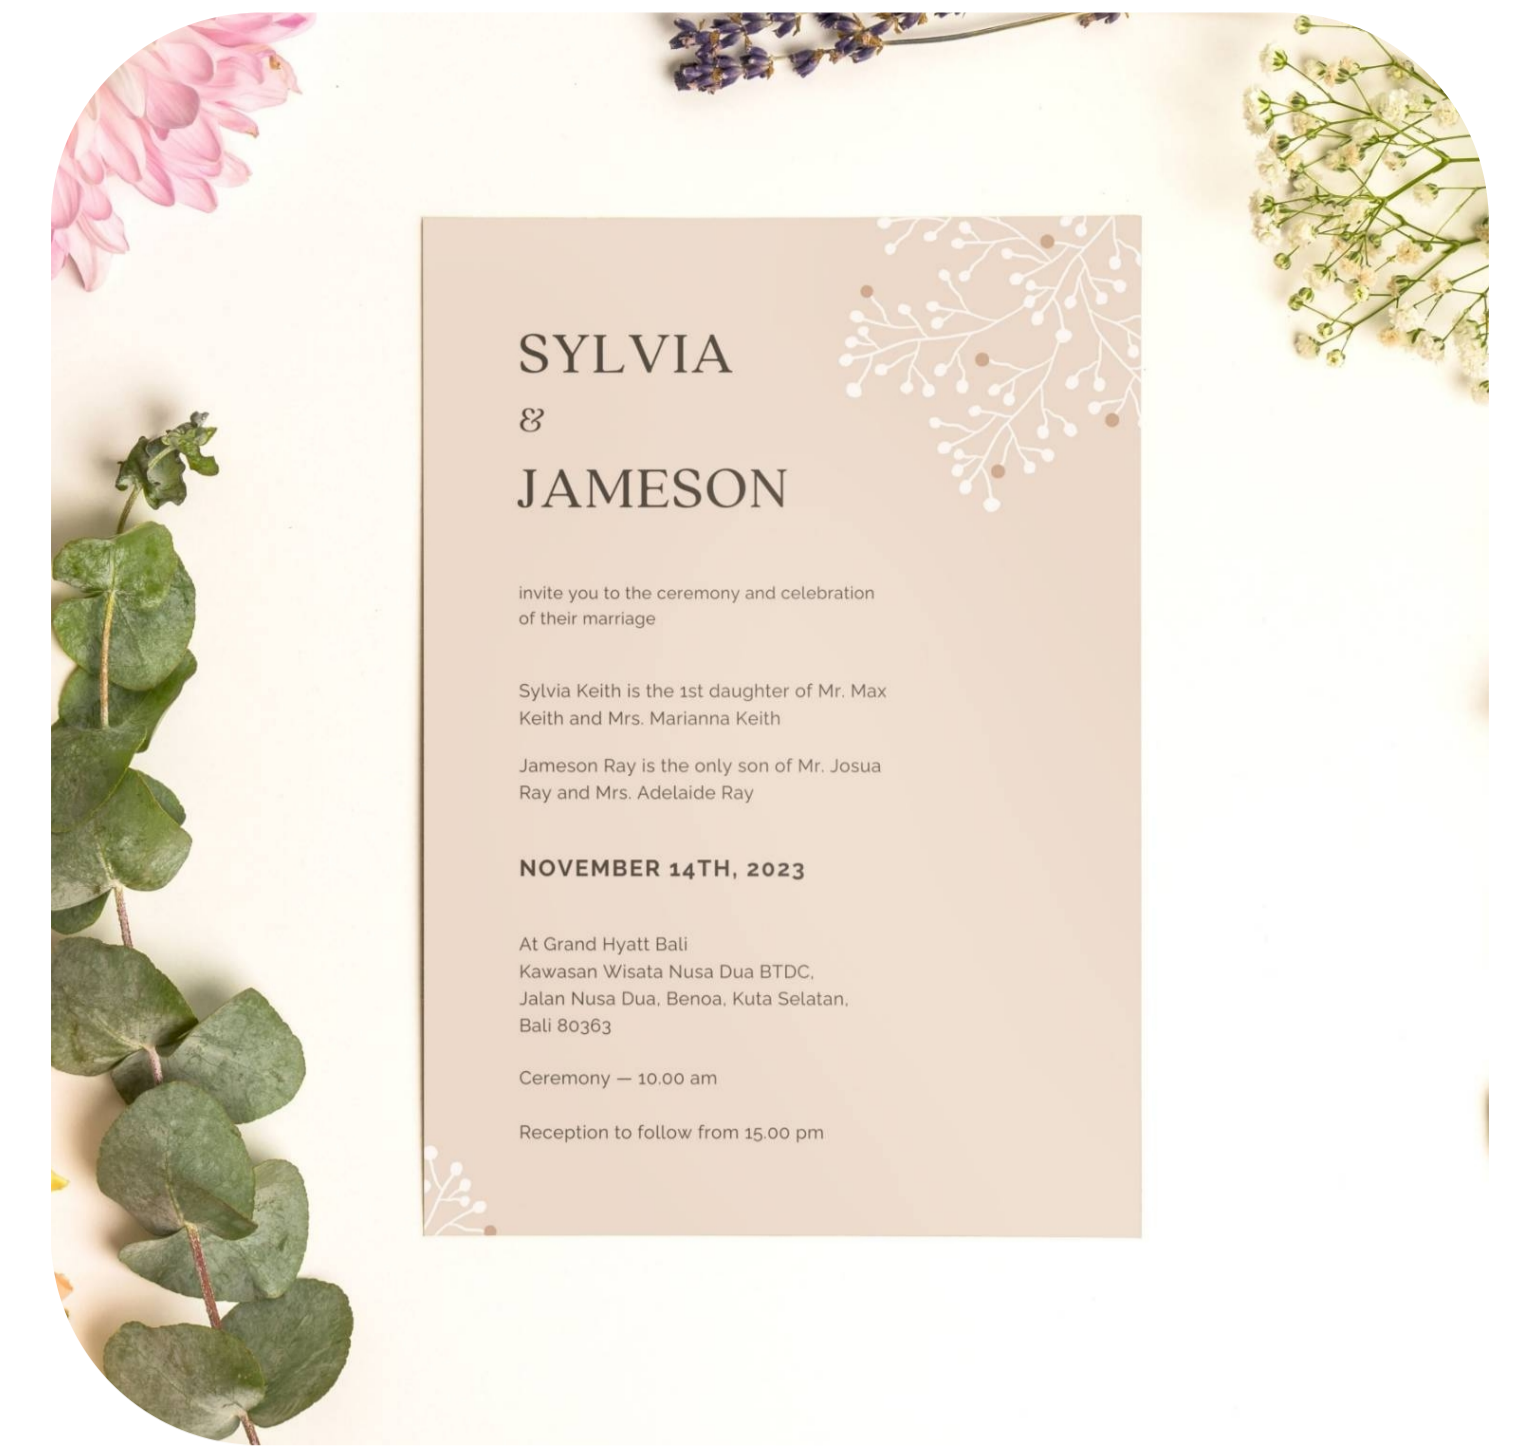 SYLVIA
&
JAMESON
invite you to the ceremony and celebration
of their marriage
Sylvia Keith is the 1st daughter of Mr. Max
Keith and Mrs. Marianna Keith
Jameson Ray is the only son of Mr. Josua
Ray and Mrs. Adelaide Ray
NOVEMBER 14TH, 2023
At Grand Hyatt Bali
Kawasan Wisata Nusa Dua BTDC,
Jalan Nusa Dua, Benoa, Kuta Selatan,
Bali 80363
Ceremony — 10.00 am
Reception to follow from 15.00 pm